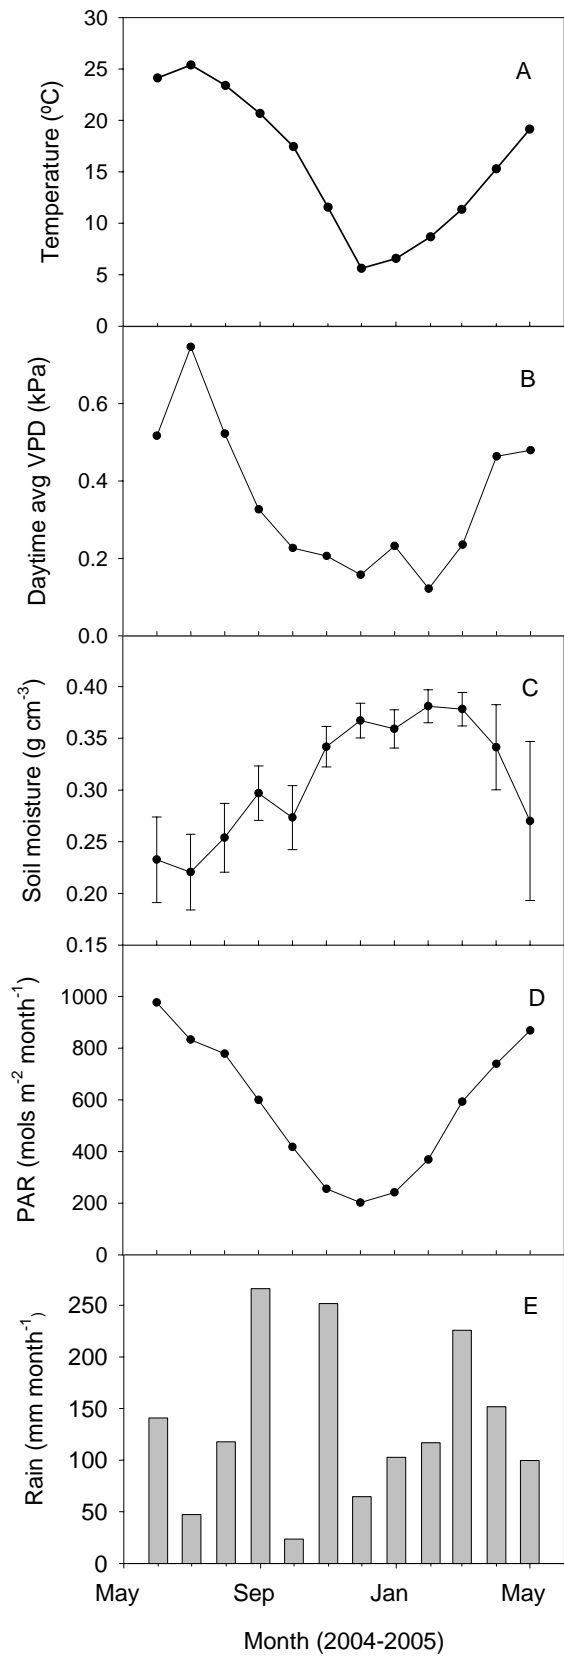 30
25
20
15
10
5
0
Temperature (ºC)
A
0.6
0.4
0.2
0.0
Daytime avg VPD (kPa)
B
0.40
0.35
0.30
0.25
0.20
0.15
Soil moisture (g cm⁻³)
C
1000
800
600
400
200
0
PAR (mols m⁻² month⁻¹)
D
250
200
150
100
50
0
Rain (mm month⁻¹)
E
May Sep Jan May
Month (2004-2005)